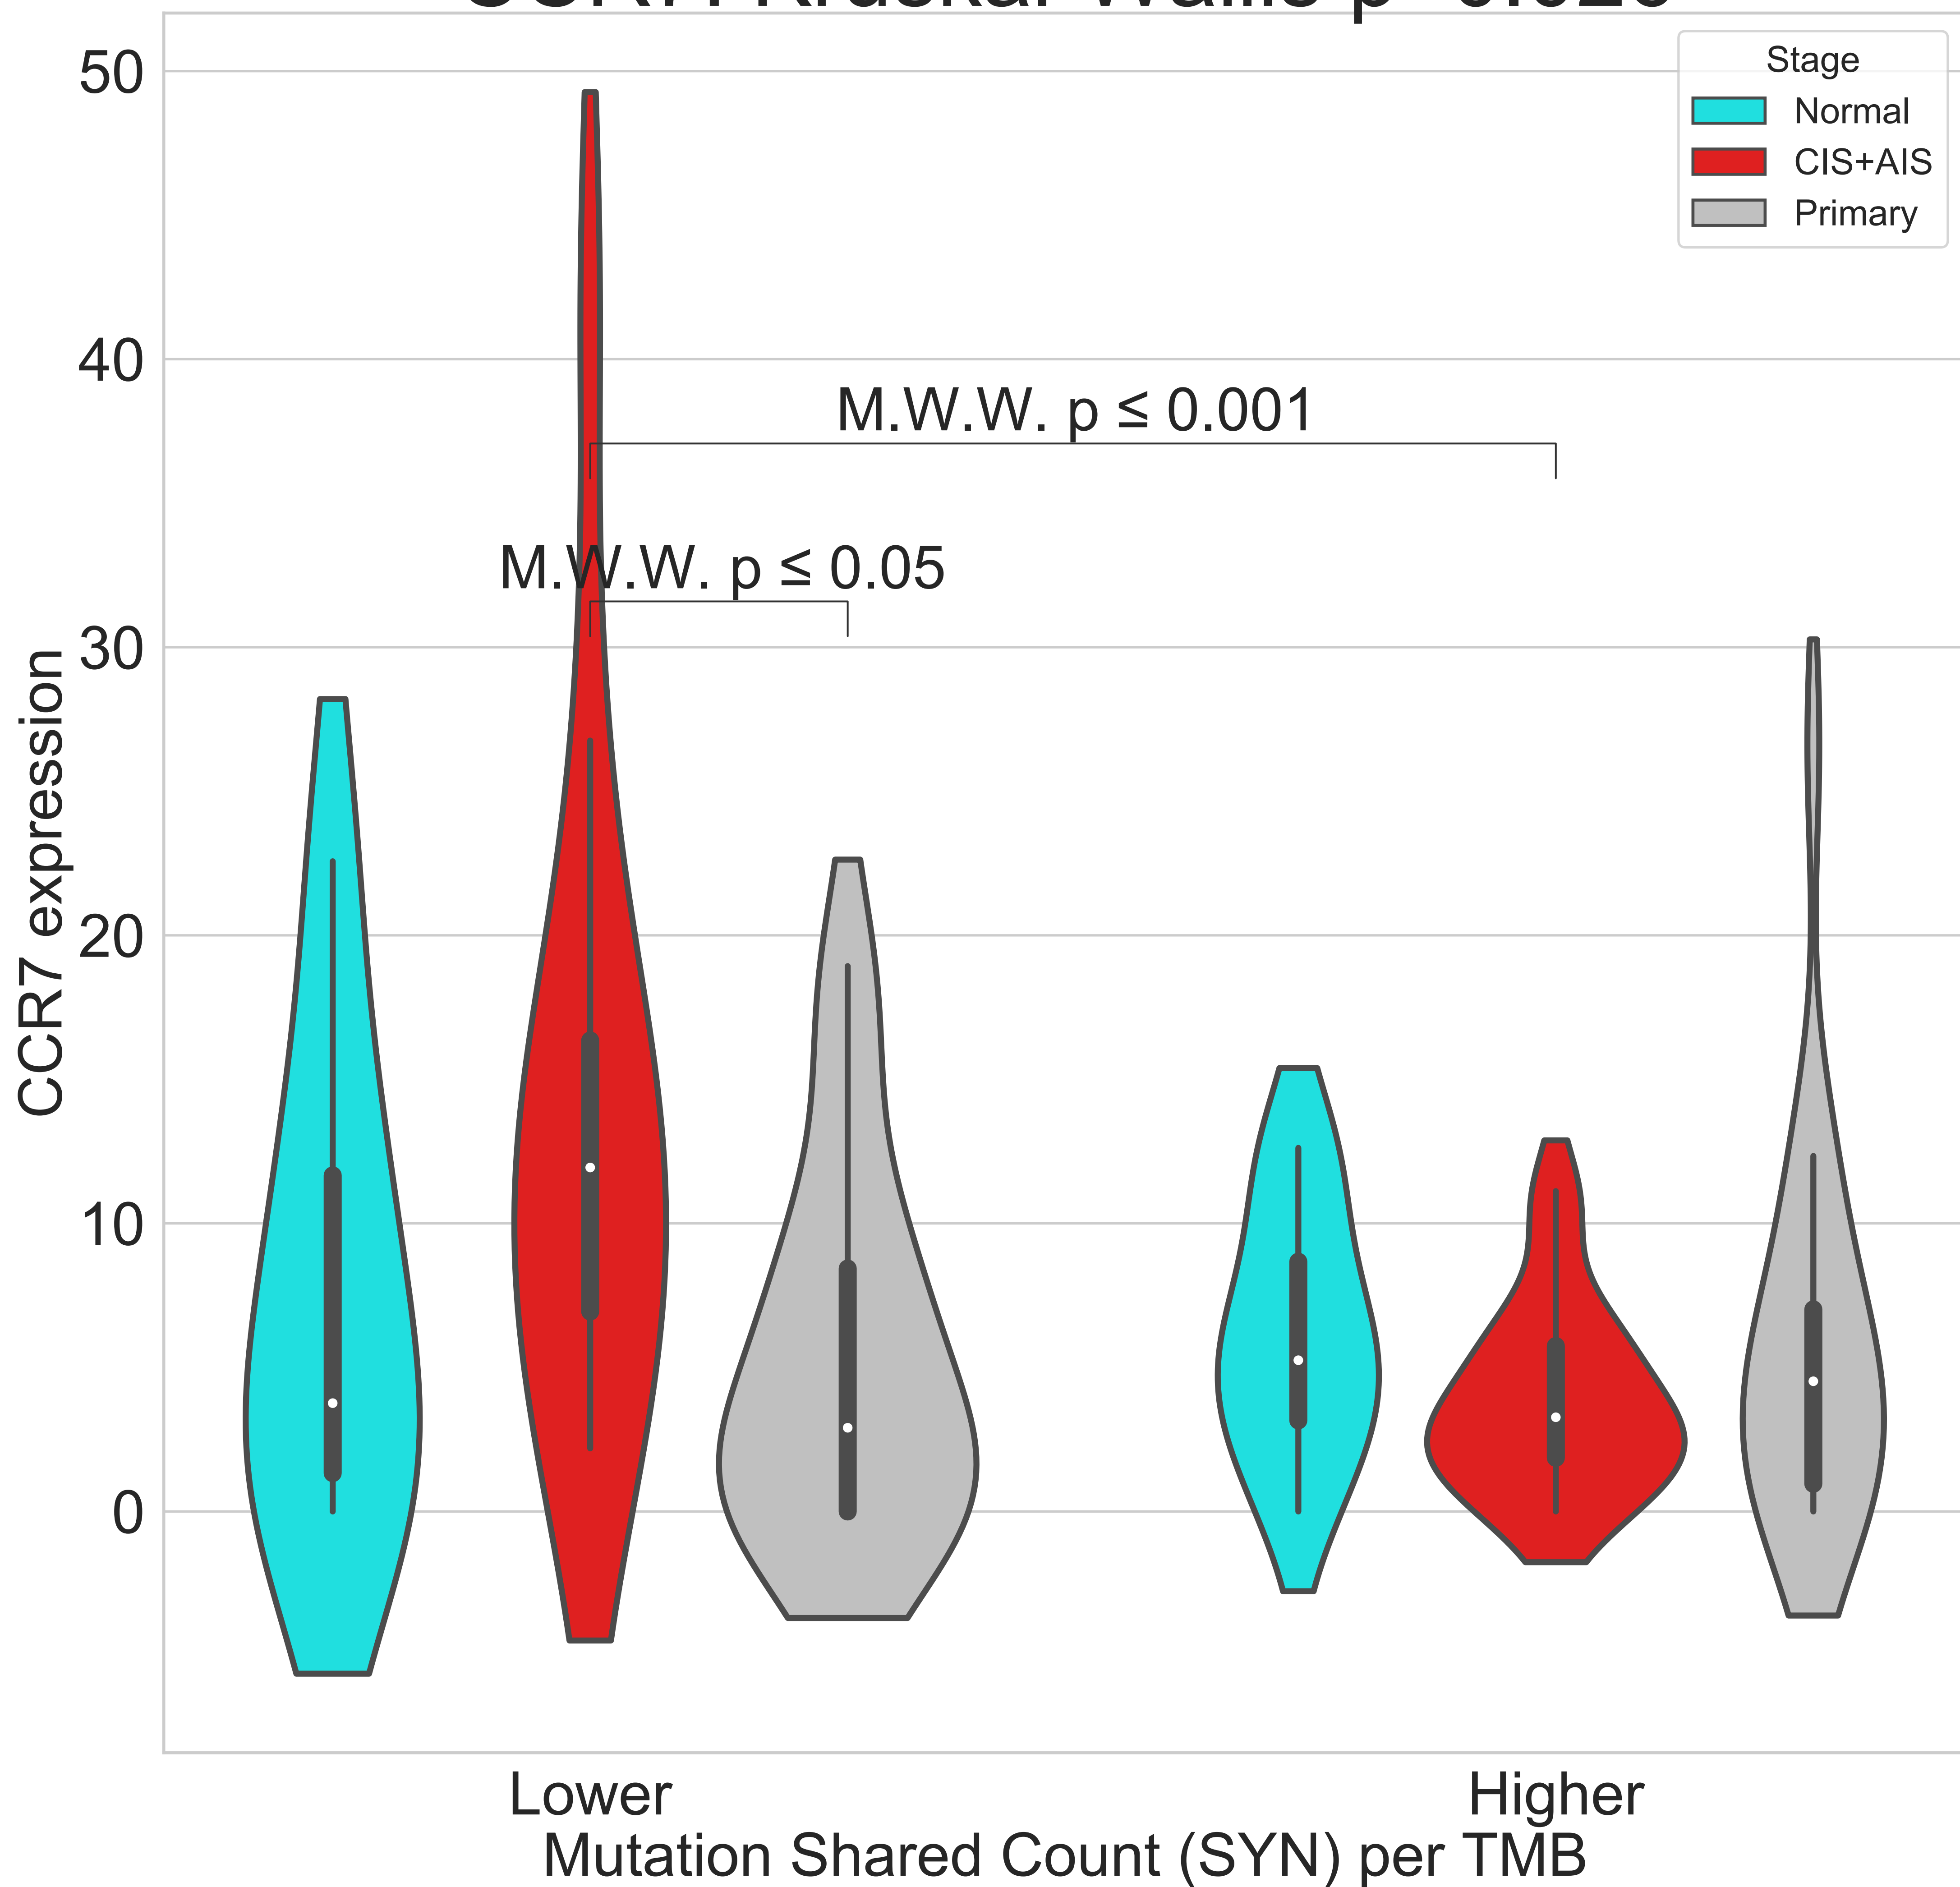 50
Stage
Normal
CIS+AIS
Primary
40
M.W.W. p ≤ 0.001
M.W.W. p ≤ 0.05
30
CCR7 expression
20
10
0
Lower
Higher
Mutation Shared Count (SYN) per TMB